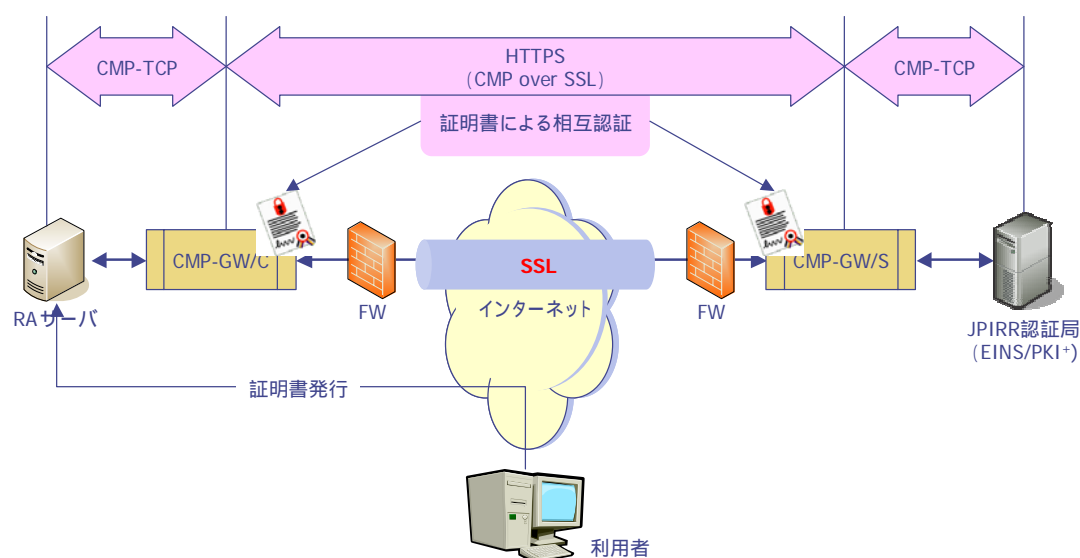 CMP-TCP
HTTPS
(CMP over SSL)
CMP-TCP
証明書による相互認証
CMP-GW/C
SSL
CMP-GW/S
インターネット
FW
FW
RAサーバ
JPIRR認証局
(EINS/PKI+)
証明書発行
利用者